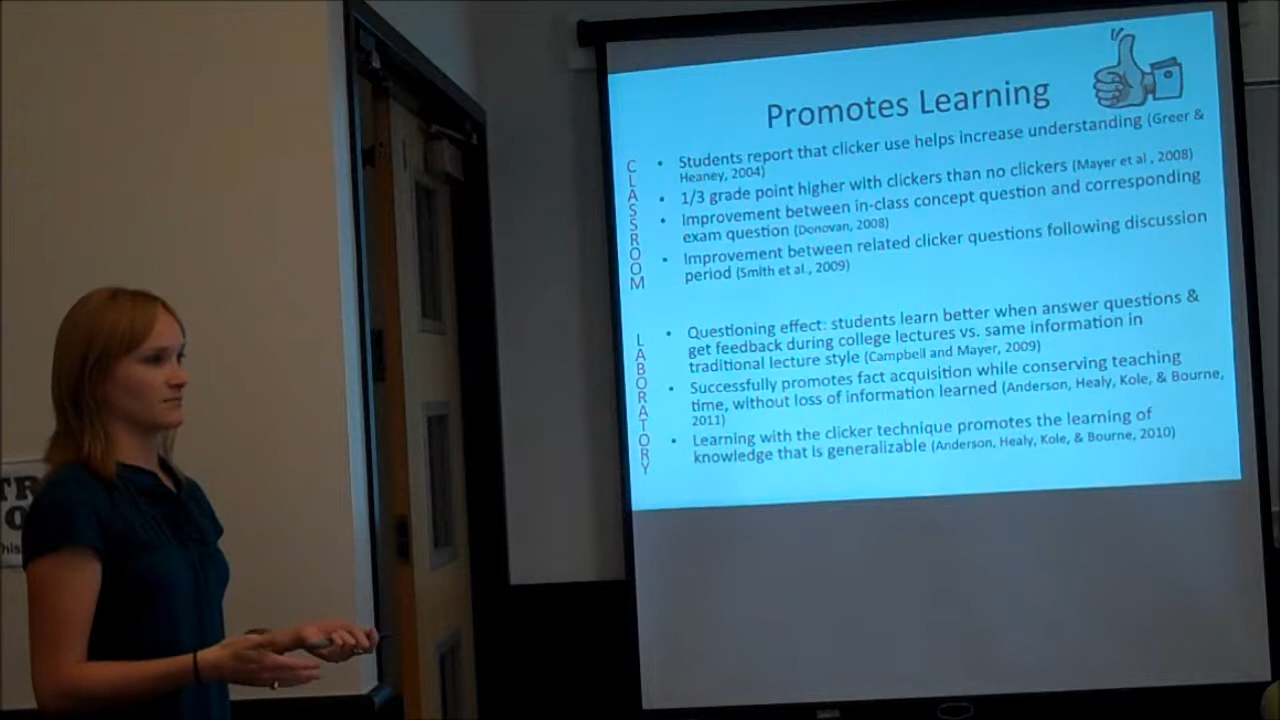 Promotes Learning
CLASSROOM
• Students report that clicker use helps increase understanding (Greer &
Heaney, 2004)
• 1/3 grade point higher with clickers than no clickers (Mayer et al , 2008)
• Improvement between in-class concept question and corresponding
exam question (Donovan, 2008)
• Improvement between related clicker questions following discussion
period (Smith et al., 2009)
LABORATORY
• Questioning effect: students learn better when answer questions &
get feedback during college lectures vs. same information in
traditional lecture style (Campbell and Mayer, 2009)
• Successfully promotes fact acquisition while conserving teaching
time, without loss of information learned (Anderson, Healy, Kole, & Bourne,
2011)
• Learning with the clicker technique promotes the learning of
knowledge that is generalizable (Anderson, Healy, Kole, & Bourne, 2010)
TR
O
his